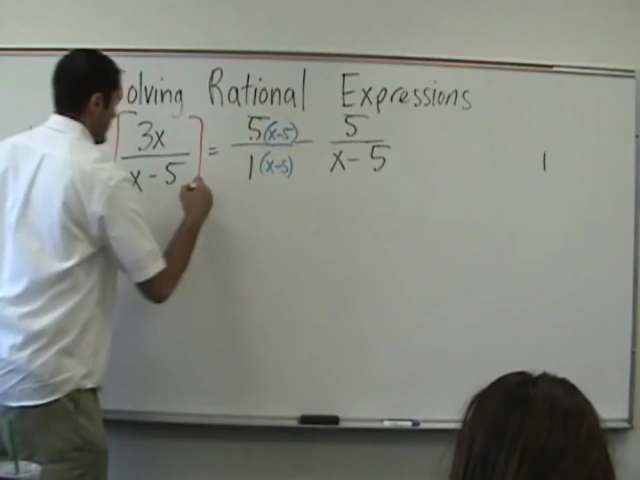 olving Rational Expressions
[3x/(x-5)] = 5(x-5)/1(x-5) 5/(x-5)
1